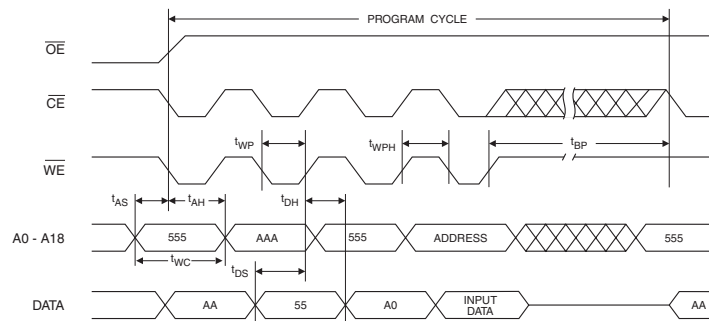 PROGRAM CYCLE
OE
CE
tWP
tWPH
tBP
WE
tAS
tAH
tDH
A0 - A18
555
AAA
555
ADDRESS
555
tWC
tDS
DATA
AA
55
A0
INPUT
DATA
AA